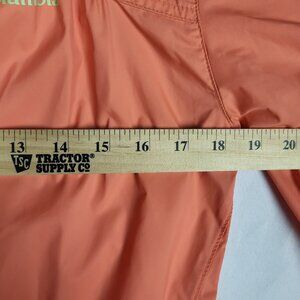 13 14 15 16 17 18 19 20
TSC TRACTOR®
SUPPLY CO